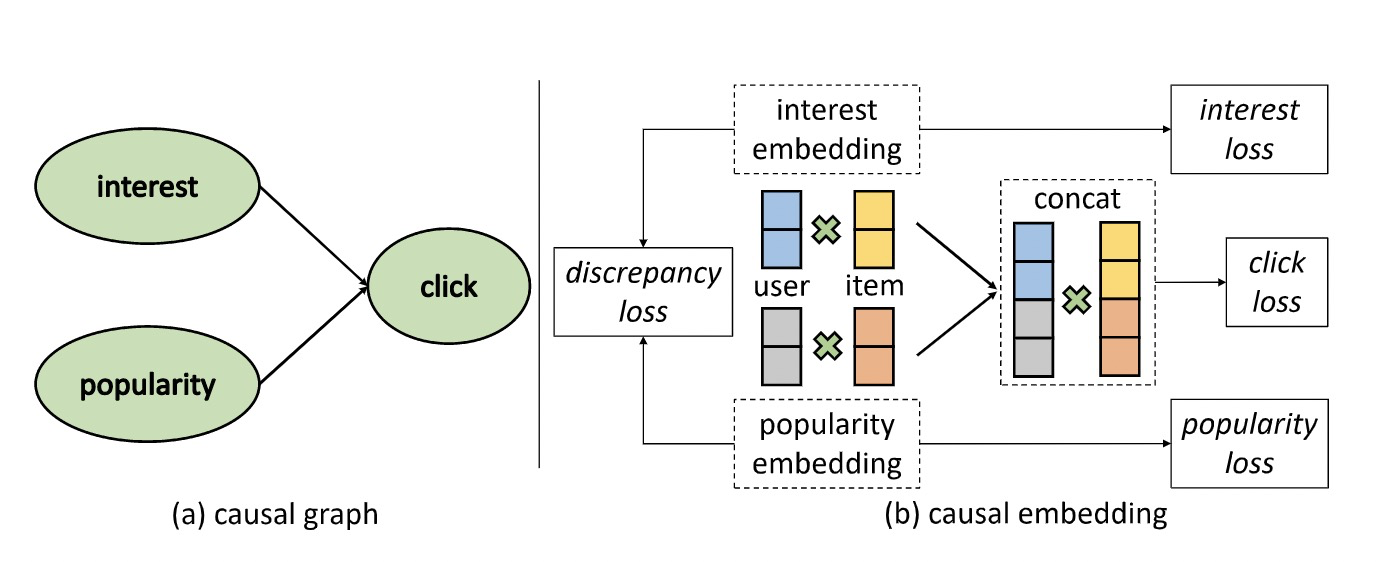 interest
popularity
click
(a) causal graph
interest
embedding
interest
loss
discrepancy
loss
user item
concat
click
loss
popularity
embedding
popularity
loss
(b) causal embedding